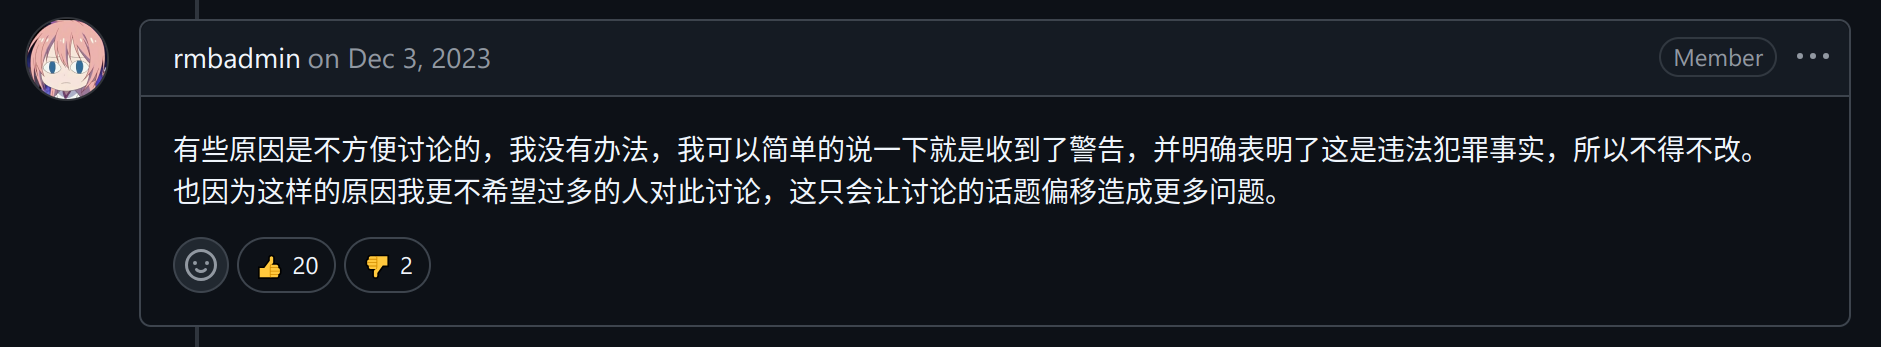 rmbadmin on Dec 3, 2023
Member
有些原因是不方便讨论的，我没有办法，我可以简单的说一下就是收到了警告，并明确表明了这是违法犯罪事实，所以不得不改。
也因为这样的原因我更不希望过多的人对此讨论，这只会让讨论的话题偏移造成更多问题。
👍 20 👎 2